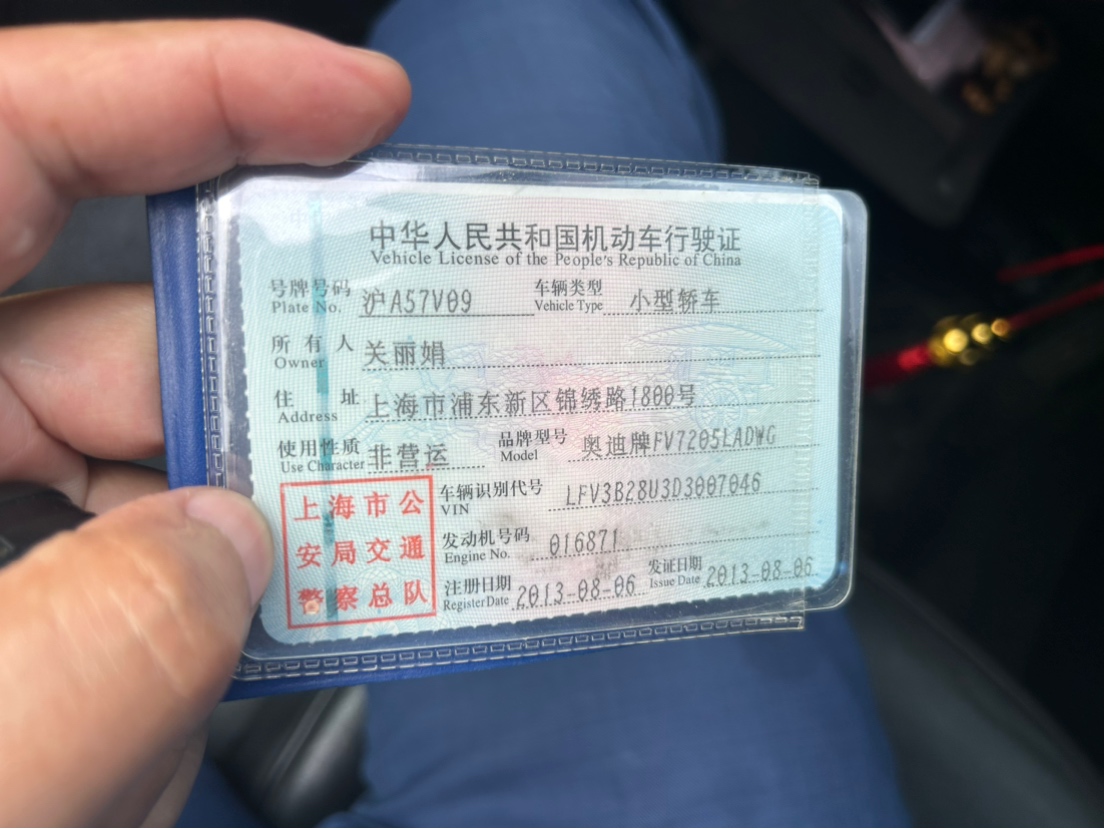 中华人民共和国机动车行驶证
Vehicle License of the People's Republic of China
号牌号码 Plate No. 沪A57V09 车辆类型 Vehicle Type 小型轿车
所有人 Owner 关丽娟
住址 Address 上海市浦东新区锦绣路1800号
使用性质 Use Character 非营运 品牌型号 Model 奥迪牌FV7205LADWG
车辆识别代号 VIN LFV3B28U3D3007046
发动机号码 Engine No. 016871
注册日期 Register Date 2013-08-06 发证日期 Issue Date 2013-08-06
上海市公
安局交通
警察总队